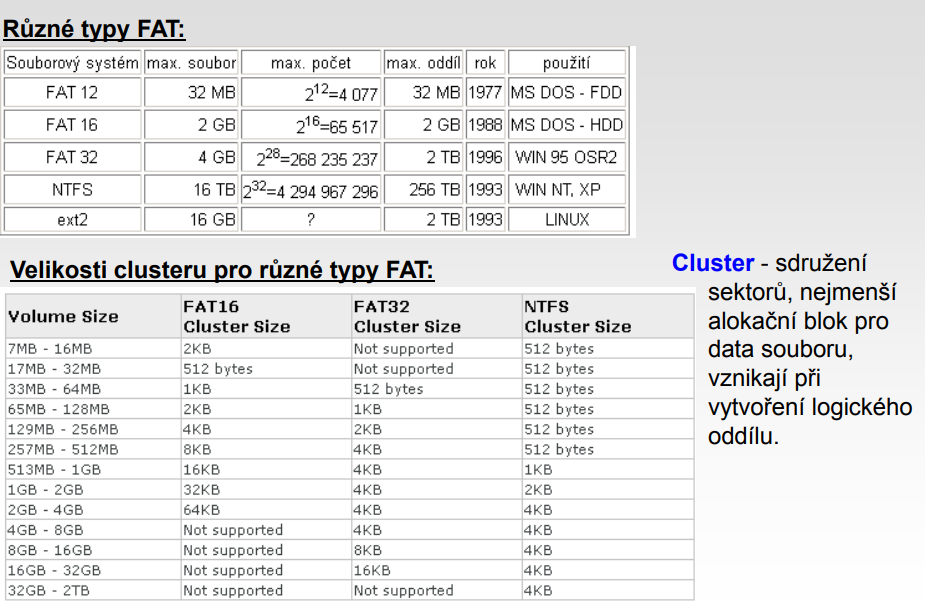 Různé typy FAT:
Souborový systém max. soubor max. počet max. oddíl rok použití
FAT 12 32 MB 2^12=4 077 32 MB 1977 MS DOS - FDD
FAT 16 2 GB 2^16=65 517 2 GB 1988 MS DOS - HDD
FAT 32 4 GB 2^28=268 235 237 2 TB 1996 WIN 95 OSR2
NTFS 16 TB 2^32=4 294 967 296 256 TB 1993 WIN NT, XP
ext2 16 GB ? 2 TB 1993 LINUX
Velikosti clusteru pro různé typy FAT:
Volume Size FAT16 Cluster Size FAT32 Cluster Size NTFS Cluster Size
7MB - 16MB 2KB Not supported 512 bytes
17MB - 32MB 512 bytes Not supported 512 bytes
33MB - 64MB 1KB 512 bytes 512 bytes
65MB - 128MB 2KB 1KB 512 bytes
129MB - 256MB 4KB 2KB 512 bytes
257MB - 512MB 8KB 4KB 512 bytes
513MB - 1GB 16KB 4KB 1KB
1GB - 2GB 32KB 4KB 2KB
2GB - 4GB 64KB 4KB 4KB
4GB - 8GB Not supported 4KB 4KB
8GB - 16GB Not supported 8KB 4KB
16GB - 32GB Not supported 16KB 4KB
32GB - 2TB Not supported Not supported 4KB
Cluster - sdružení
sektorů, nejmenší
alokační blok pro
data souboru,
vznikají při
vytvoření logického
oddílu.